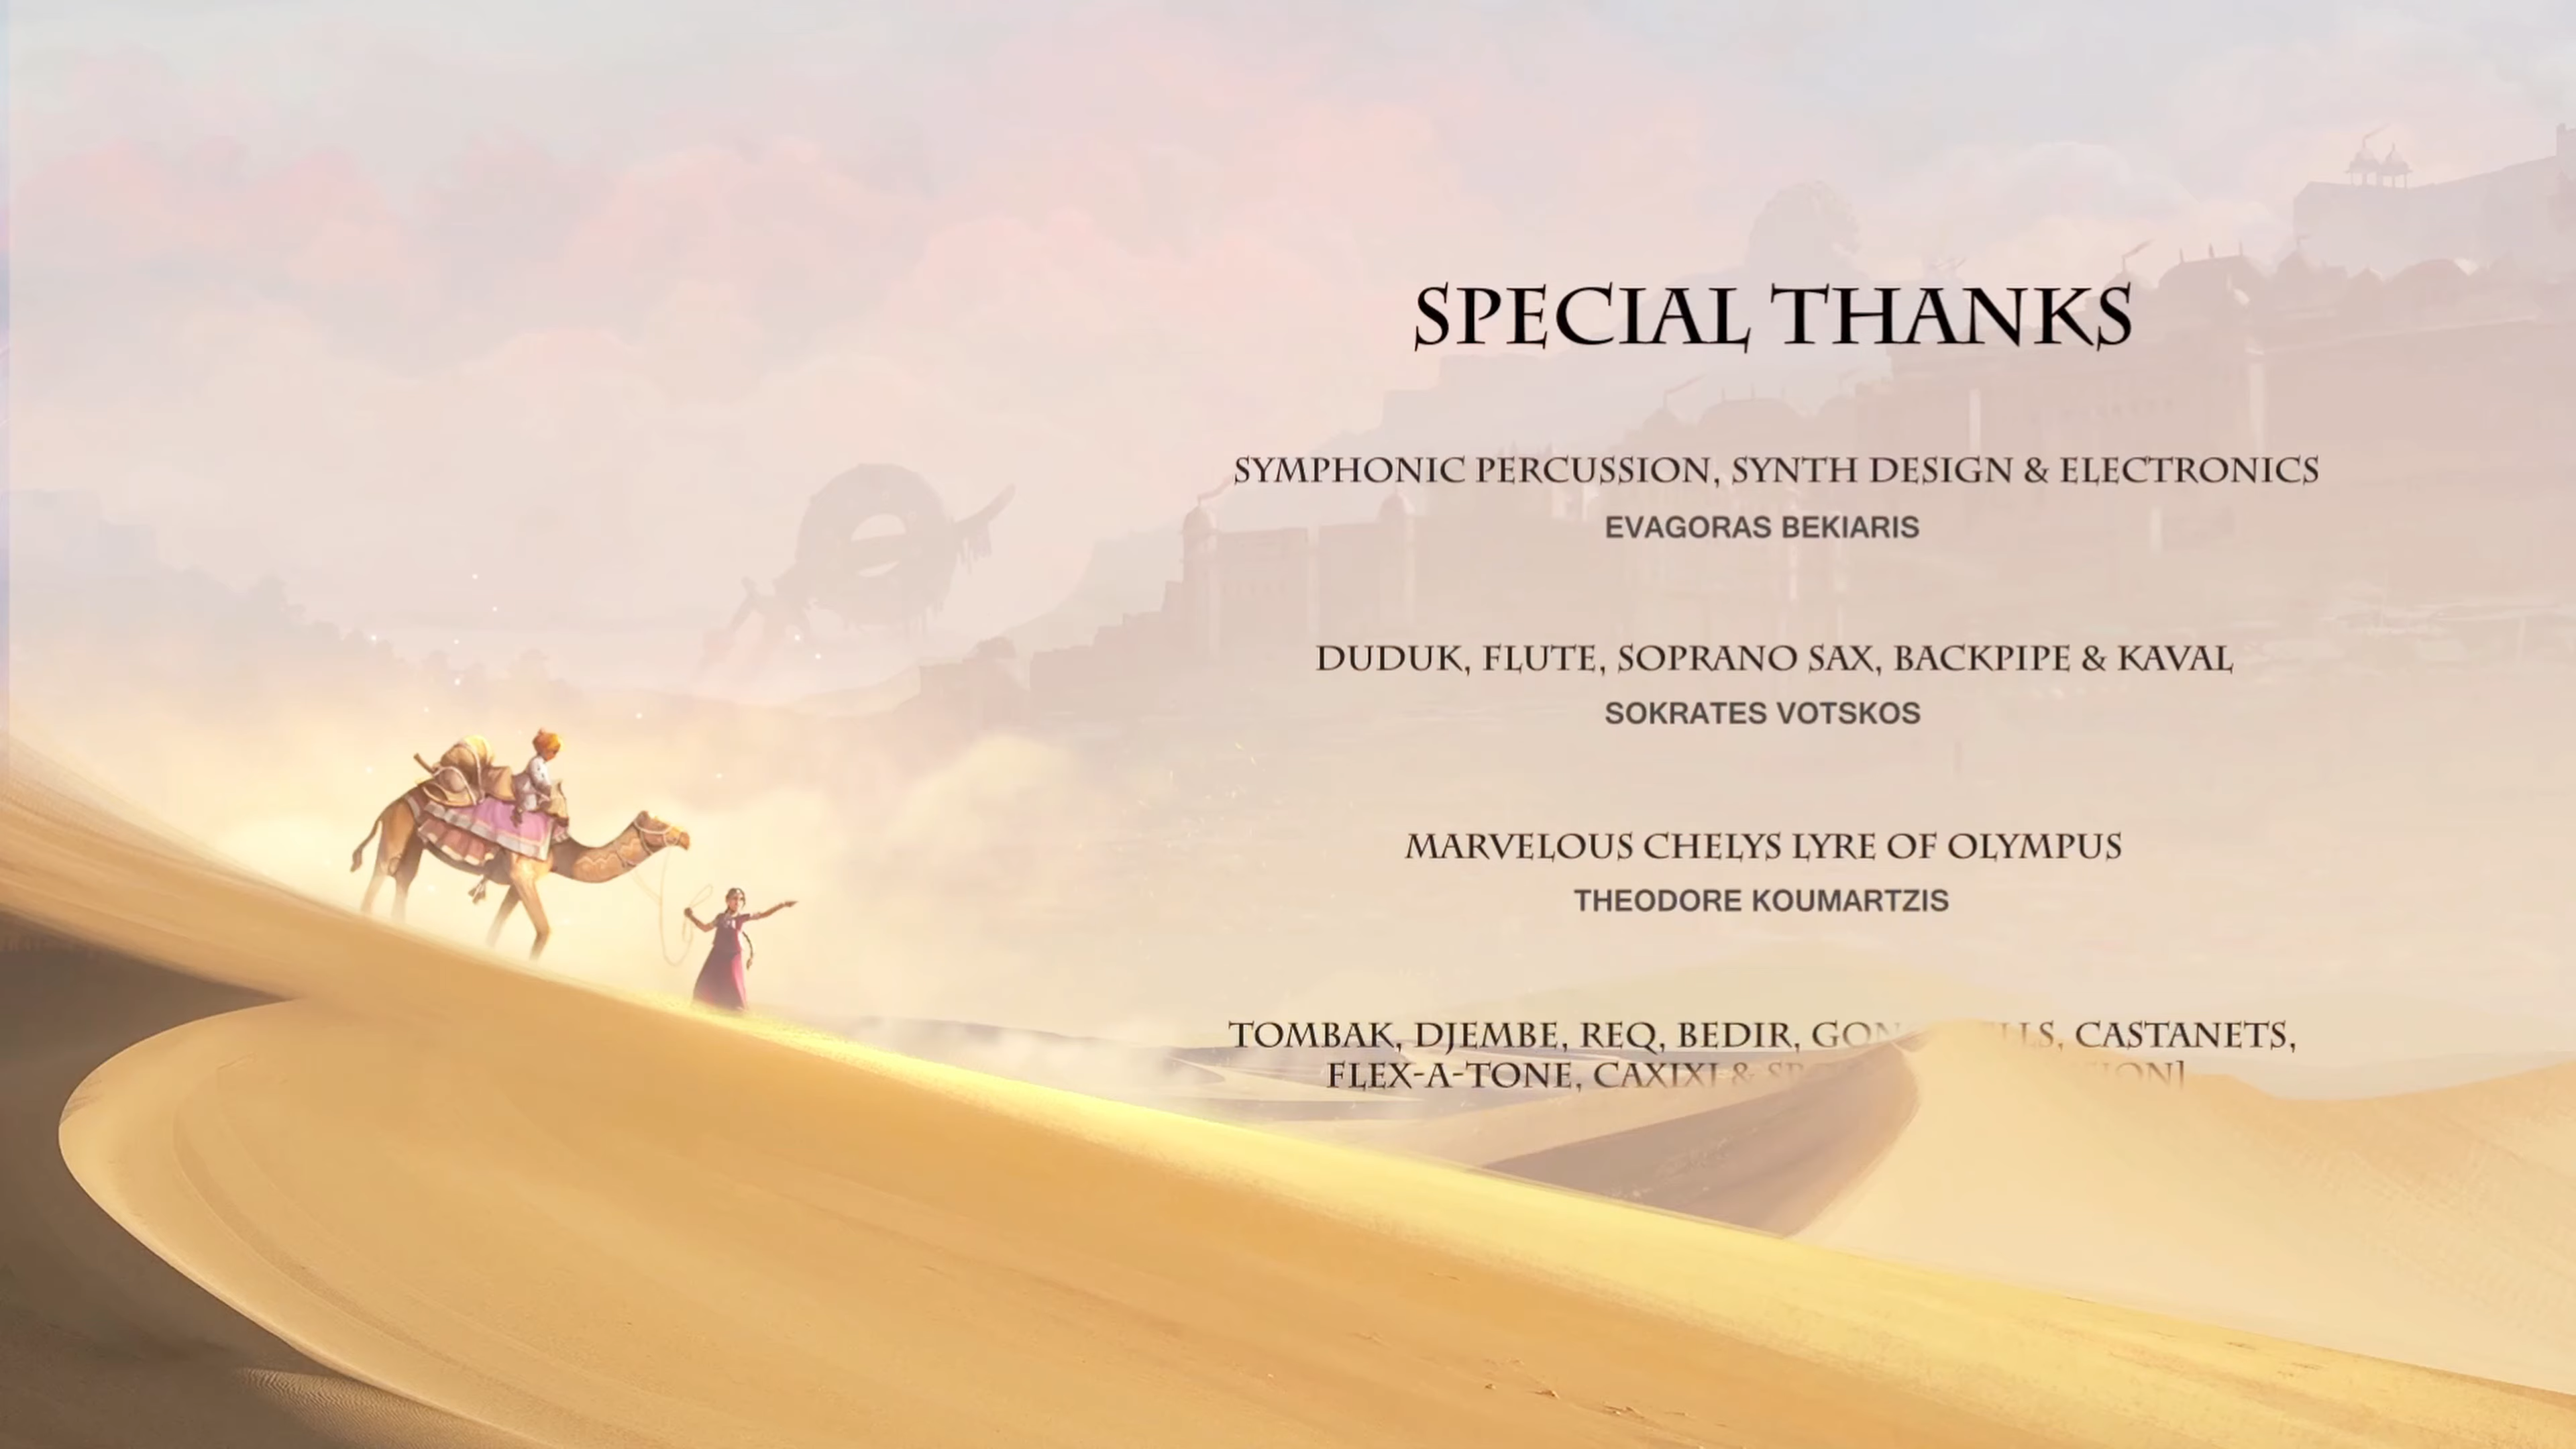 SPECIAL THANKS
SYMPHONIC PERCUSSION, SYNTH DESIGN & ELECTRONICS
EVAGORAS BEKIARIS
DUDUK, FLUTE, SOPRANO SAX, BACKPIPE & KAVAL
SOKRATES VOTSKOS
MARVELOUS CHELYS LYRE OF OLYMPUS
THEODORE KOUMARTZIS
TOMBAK, DJEMBE, REQ, BEDIR, CASTANETS,
FLEX-A-TONE, CAXIXI &